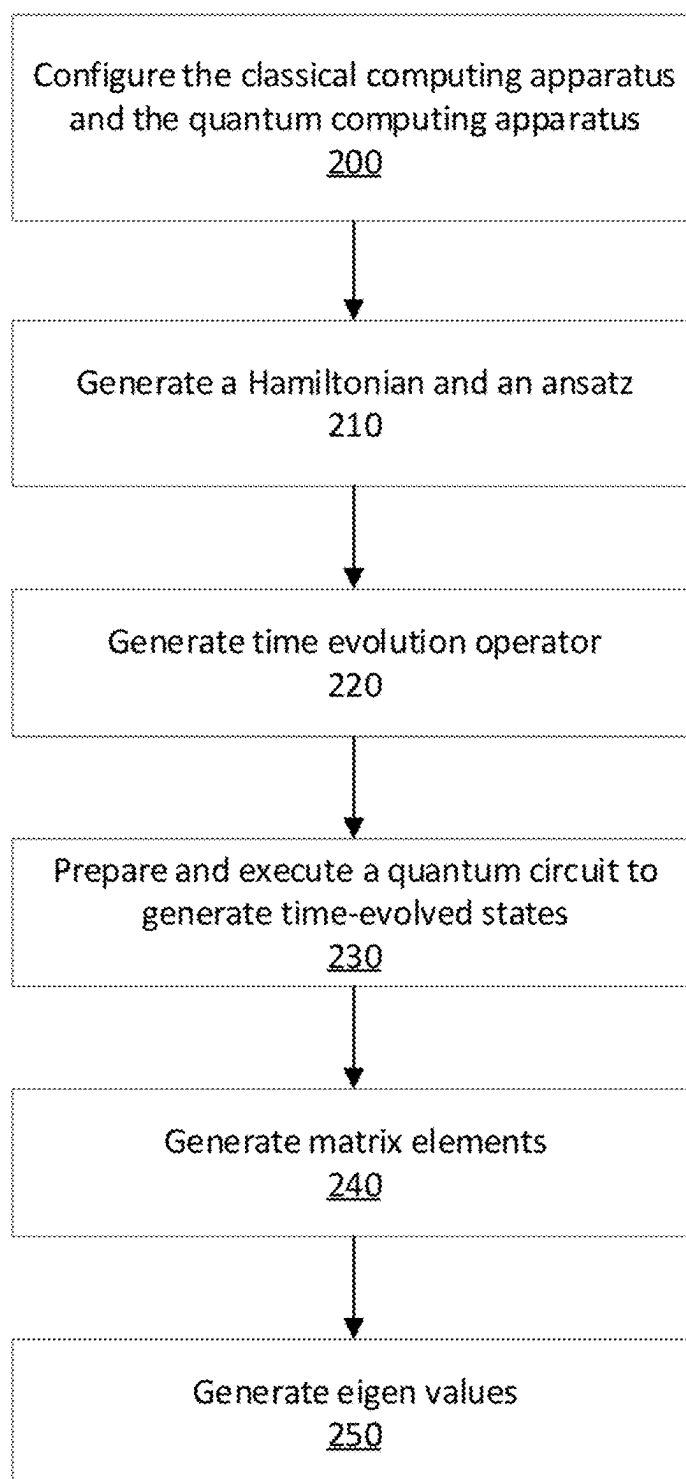 Configure the classical computing apparatus
and the quantum computing apparatus
200
Generate a Hamiltonian and an ansatz
210
Generate time evolution operator
220
Prepare and execute a quantum circuit to
generate time-evolved states
230
Generate matrix elements
240
Generate eigen values
250